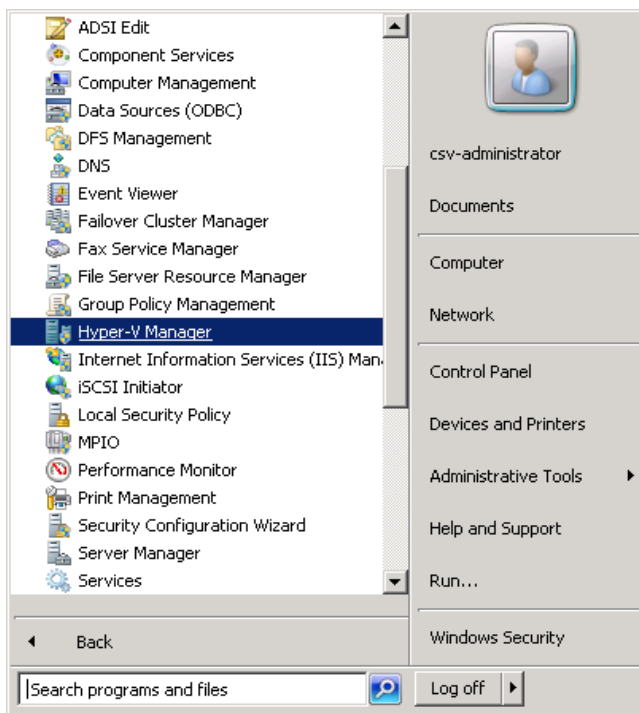 ADSI Edit
Component Services
Computer Management
Data Sources (ODBC)
DFS Management
DNS
Event Viewer
Failover Cluster Manager
Fax Service Manager
File Server Resource Manager
Group Policy Management
Hyper-V Manager
Internet Information Services (IIS) Man
iSCSI Initiator
Local Security Policy
MPIO
Performance Monitor
Print Management
Security Configuration Wizard
Server Manager
Services
Back
Search programs and files
csv-administrator
Documents
Computer
Network
Control Panel
Devices and Printers
Administrative Tools
Help and Support
Run...
Windows Security
Log off